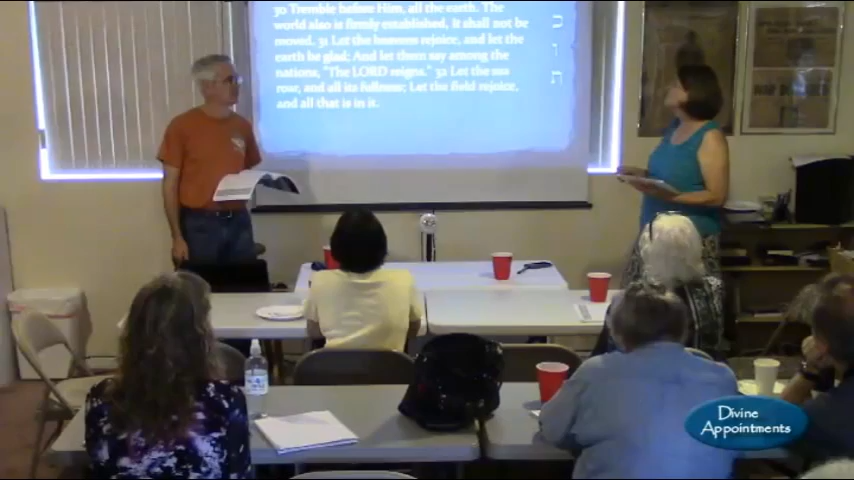 30 Tremble before Him, all the earth. The
world also is firmly established, it shall not be
moved. 31 Let the heavens rejoice, and let the
earth be glad; And let them say among the
nations, "The LORD reigns." 32 Let the sea
roar, and all its fullness; Let the field rejoice,
and all that is in it.
כ
ו
ת
Divine
Appointments